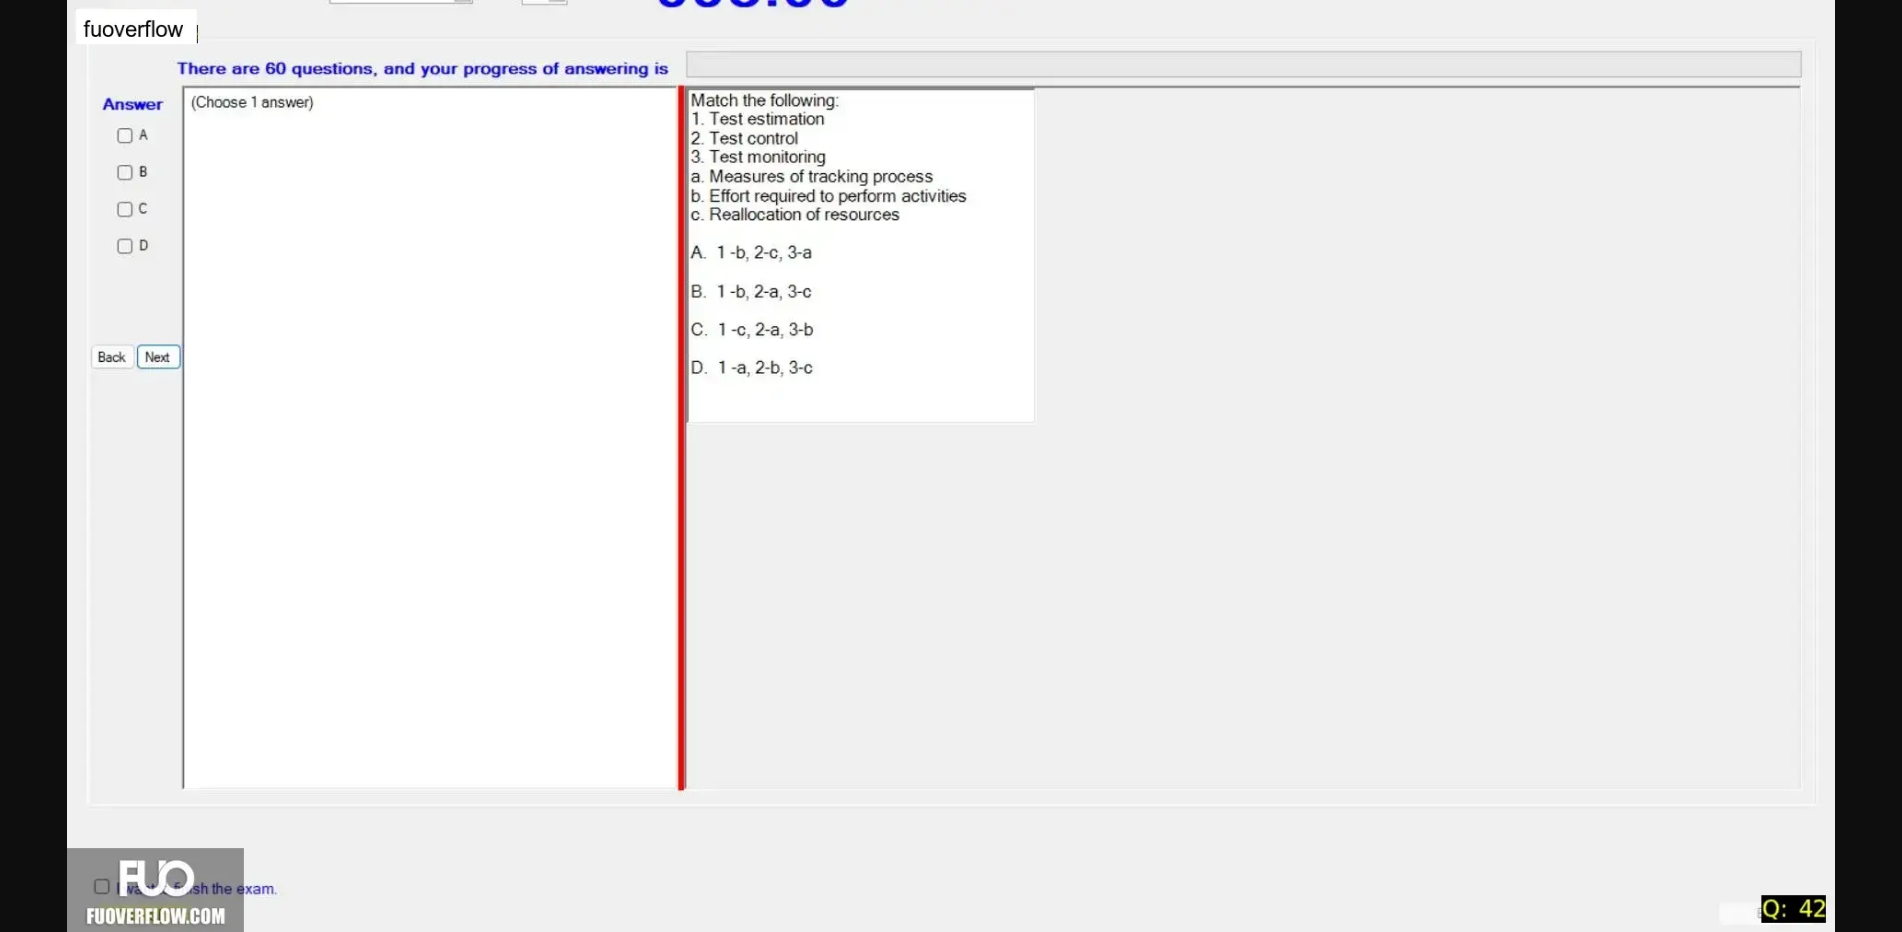 fuoverflow
There are 60 questions, and your progress of answering is
Answer
(Choose 1 answer)
A
B
C
D
Back Next
Match the following:
1. Test estimation
2. Test control
3. Test monitoring
a. Measures of tracking process
b. Effort required to perform activities
c. Reallocation of resources
A. 1 -b, 2-c, 3-a
B. 1 -b, 2-a, 3-c
C. 1 -c, 2-a, 3-b
D. 1 -a, 2-b, 3-c
FUO
the exam.
FUOVERFLOW.COM
Q: 42